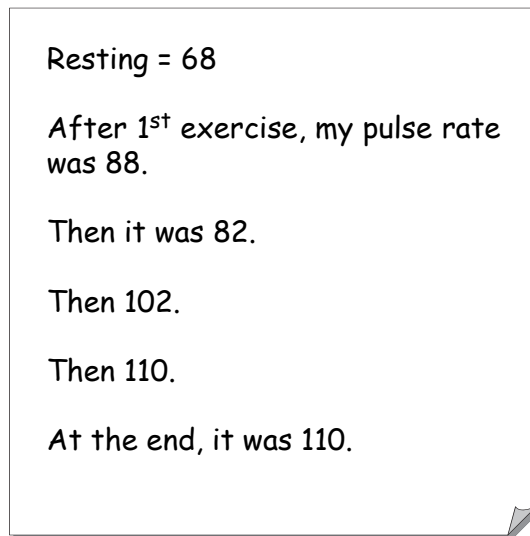 Resting = 68
After 1st exercise, my pulse rate
was 88.
Then it was 82.
Then 102.
Then 110.
At the end, it was 110.